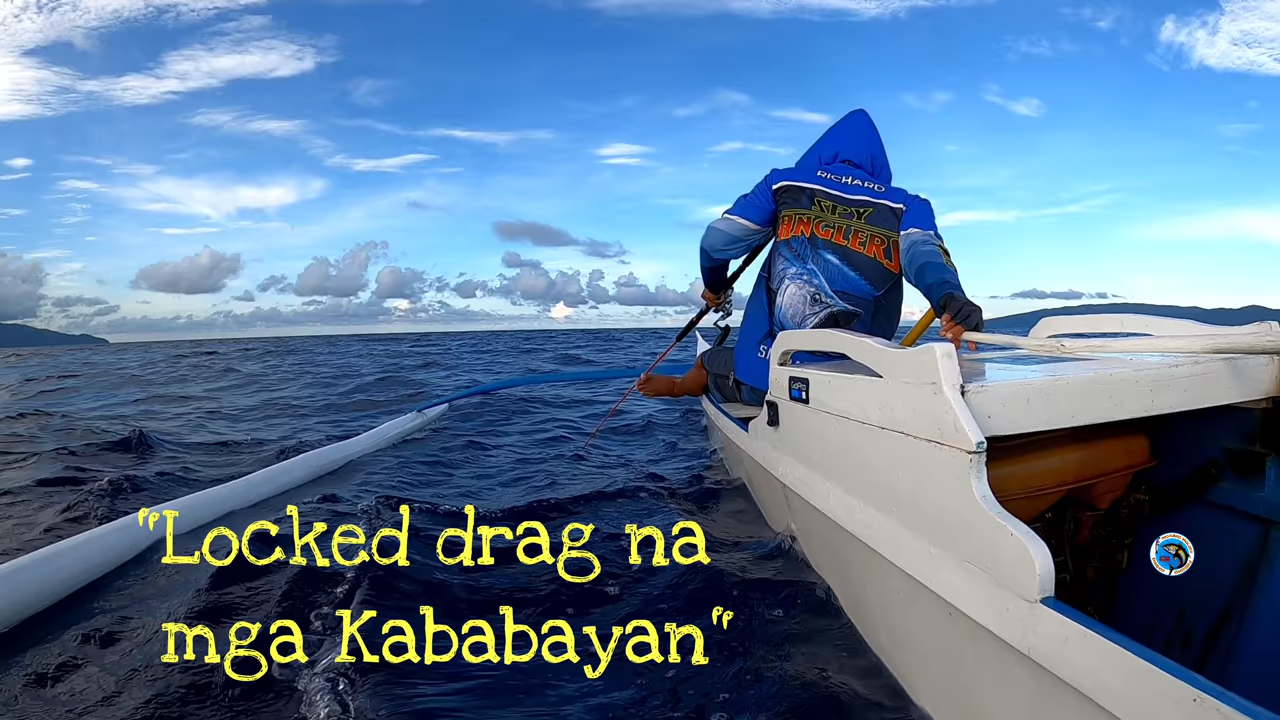 RICHARD
SPY
ANGLERS
GoPro
"Locked drag na
mga Kababayan"